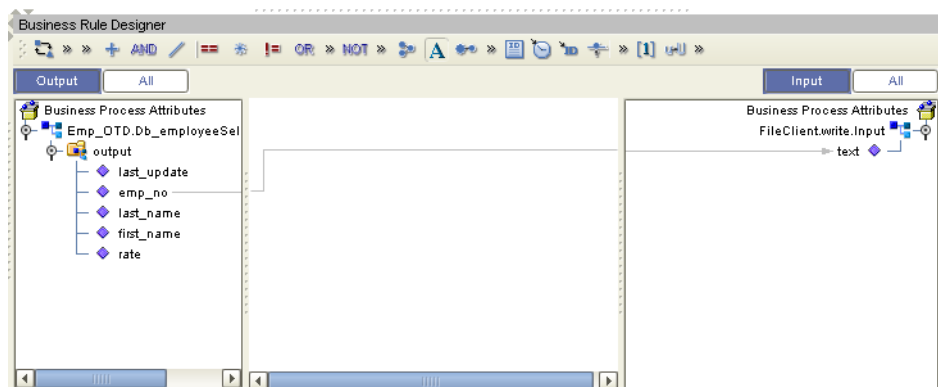 Business Rule Designer
» » AND == != OR » NOT » A » » [1] »
Output All Input All
Business Process Attributes Business Process Attributes
Emp_OTD.Db_employeeSel FileClient.write.Input
output text
last_update
emp_no
last_name
first_name
rate